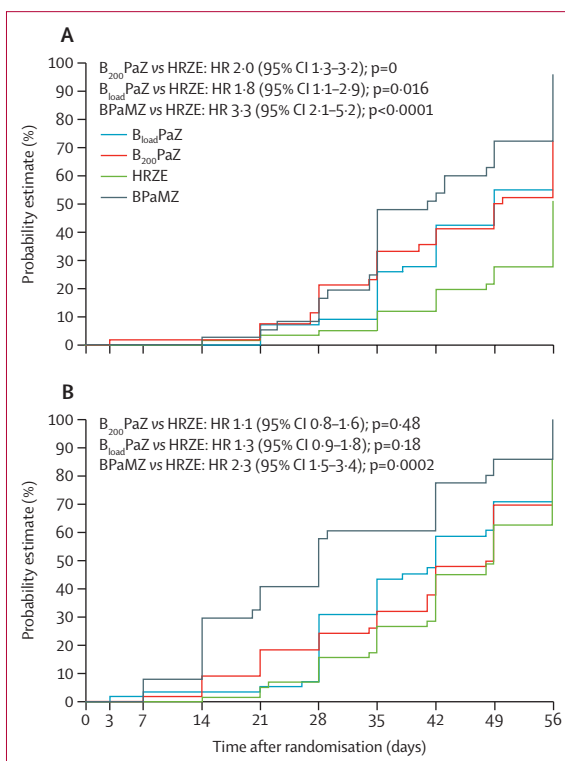 A
B₂₀₀PaZ vs HRZE: HR 2·0 (95% CI 1·3–3·2); p=0
BloadPaZ vs HRZE: HR 1·8 (95% CI 1·1–2·9); p=0·016
BPaMZ vs HRZE: HR 3·3 (95% CI 2·1–5·2); p<0·0001
BloadPaZ
B₂₀₀PaZ
HRZE
BPaMZ
Probability estimate (%)
100
90
80
70
60
50
40
30
20
10
0
B
B₂₀₀PaZ vs HRZE: HR 1·1 (95% CI 0·8–1·6); p=0·48
BloadPaZ vs HRZE: HR 1·3 (95% CI 0·9–1·8); p=0·18
BPaMZ vs HRZE: HR 2·3 (95% CI 1·5–3·4); p=0·0002
Probability estimate (%)
100
90
80
70
60
50
40
30
20
10
0
0 3 7 14 21 28 35 42 49 56
Time after randomisation (days)